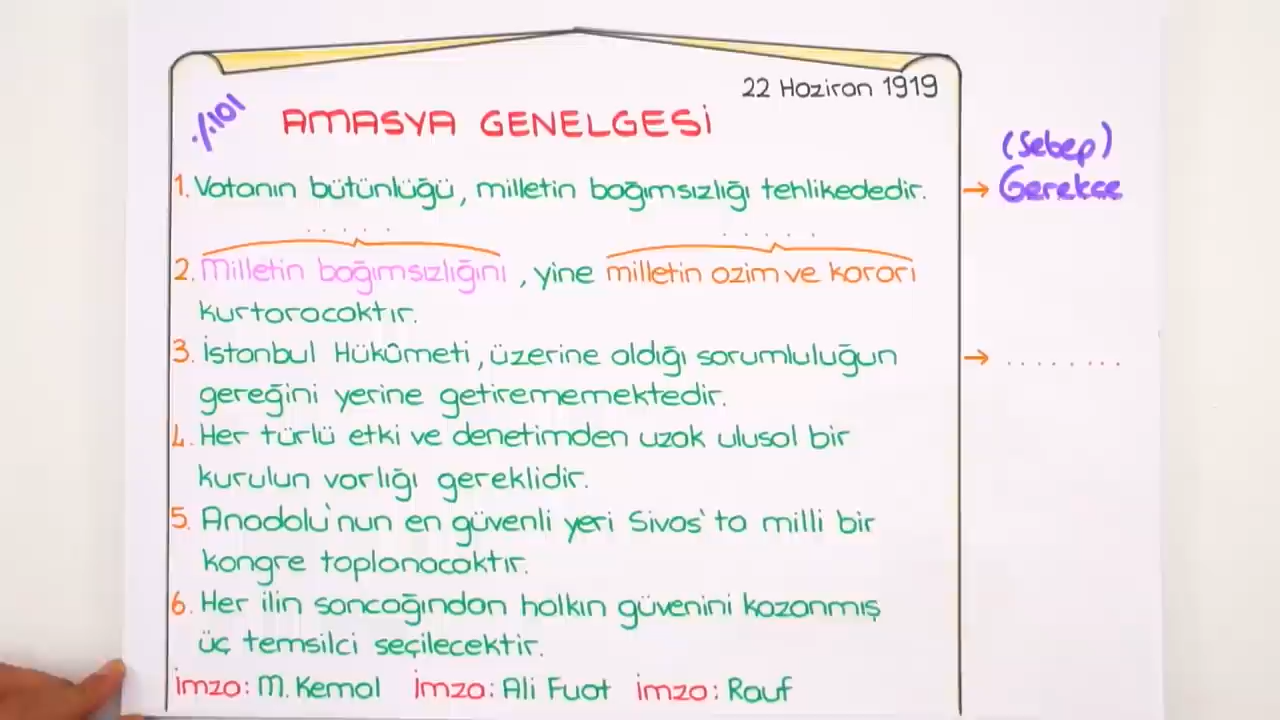 22 Haziran 1919
%101
AMASYA GENELGESİ
1. Vatanın bütünlüğü, milletin bağımsızlığı tehlikededir. → (Sebep) Gerekçe
. . . . . . . . . .
2. Milletin bağımsızlığını, yine milletin azim ve kararı
kurtaracaktır.
3. İstanbul Hükûmeti, üzerine aldığı sorumluluğun → . . . . . . . .
gereğini yerine getirememektedir.
4. Her türlü etki ve denetimden uzak ulusal bir
kurulun varlığı gereklidir.
5. Anadolu'nun en güvenli yeri Sivas'ta milli bir
kongre toplanacaktır.
6. Her ilin sancağından halkın güvenini kazanmış
üç temsilci seçilecektir.
İmza: M. Kemal İmza: Ali Fuat İmza: Rauf